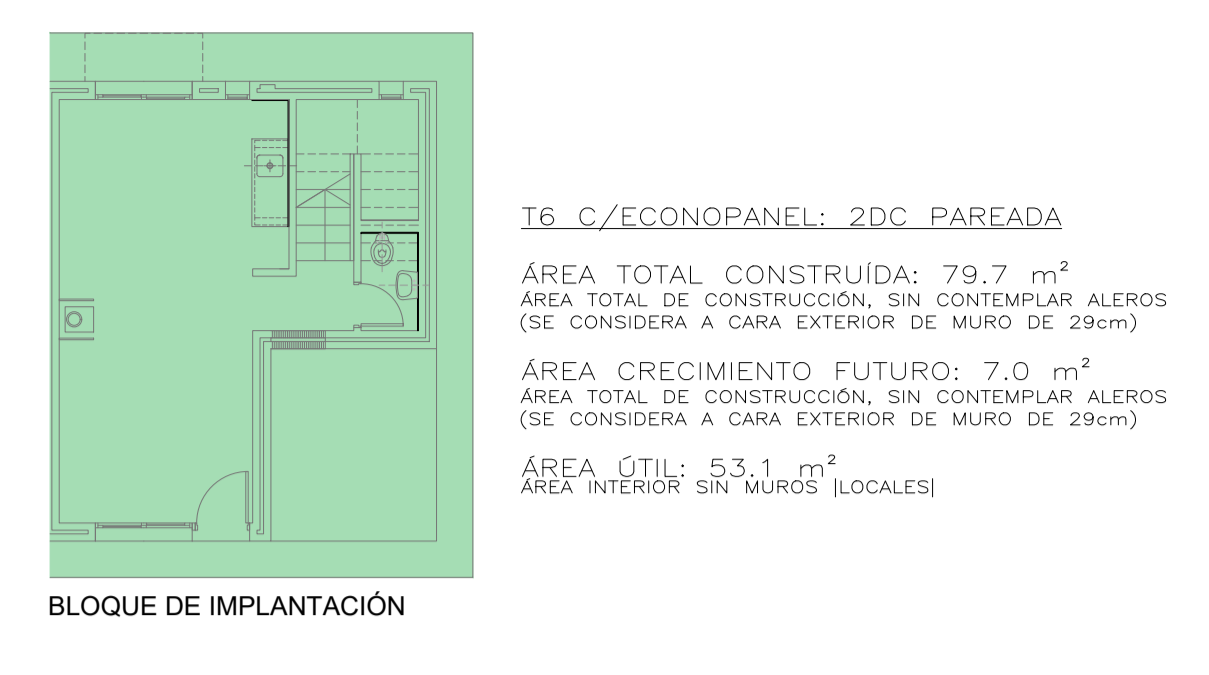 T6 C/ECONOPANEL: 2DC PAREADA
ÁREA TOTAL CONSTRUÍDA: 79.7 m²
ÁREA TOTAL DE CONSTRUCCIÓN, SIN CONTEMPLAR ALEROS
(SE CONSIDERA A CARA EXTERIOR DE MURO DE 29cm)
ÁREA CRECIMIENTO FUTURO: 7.0 m²
ÁREA TOTAL DE CONSTRUCCIÓN, SIN CONTEMPLAR ALEROS
(SE CONSIDERA A CARA EXTERIOR DE MURO DE 29cm)
ÁREA ÚTIL: 53.1 m²
ÁREA INTERIOR SIN MUROS |LOCALES|
BLOQUE DE IMPLANTACIÓN